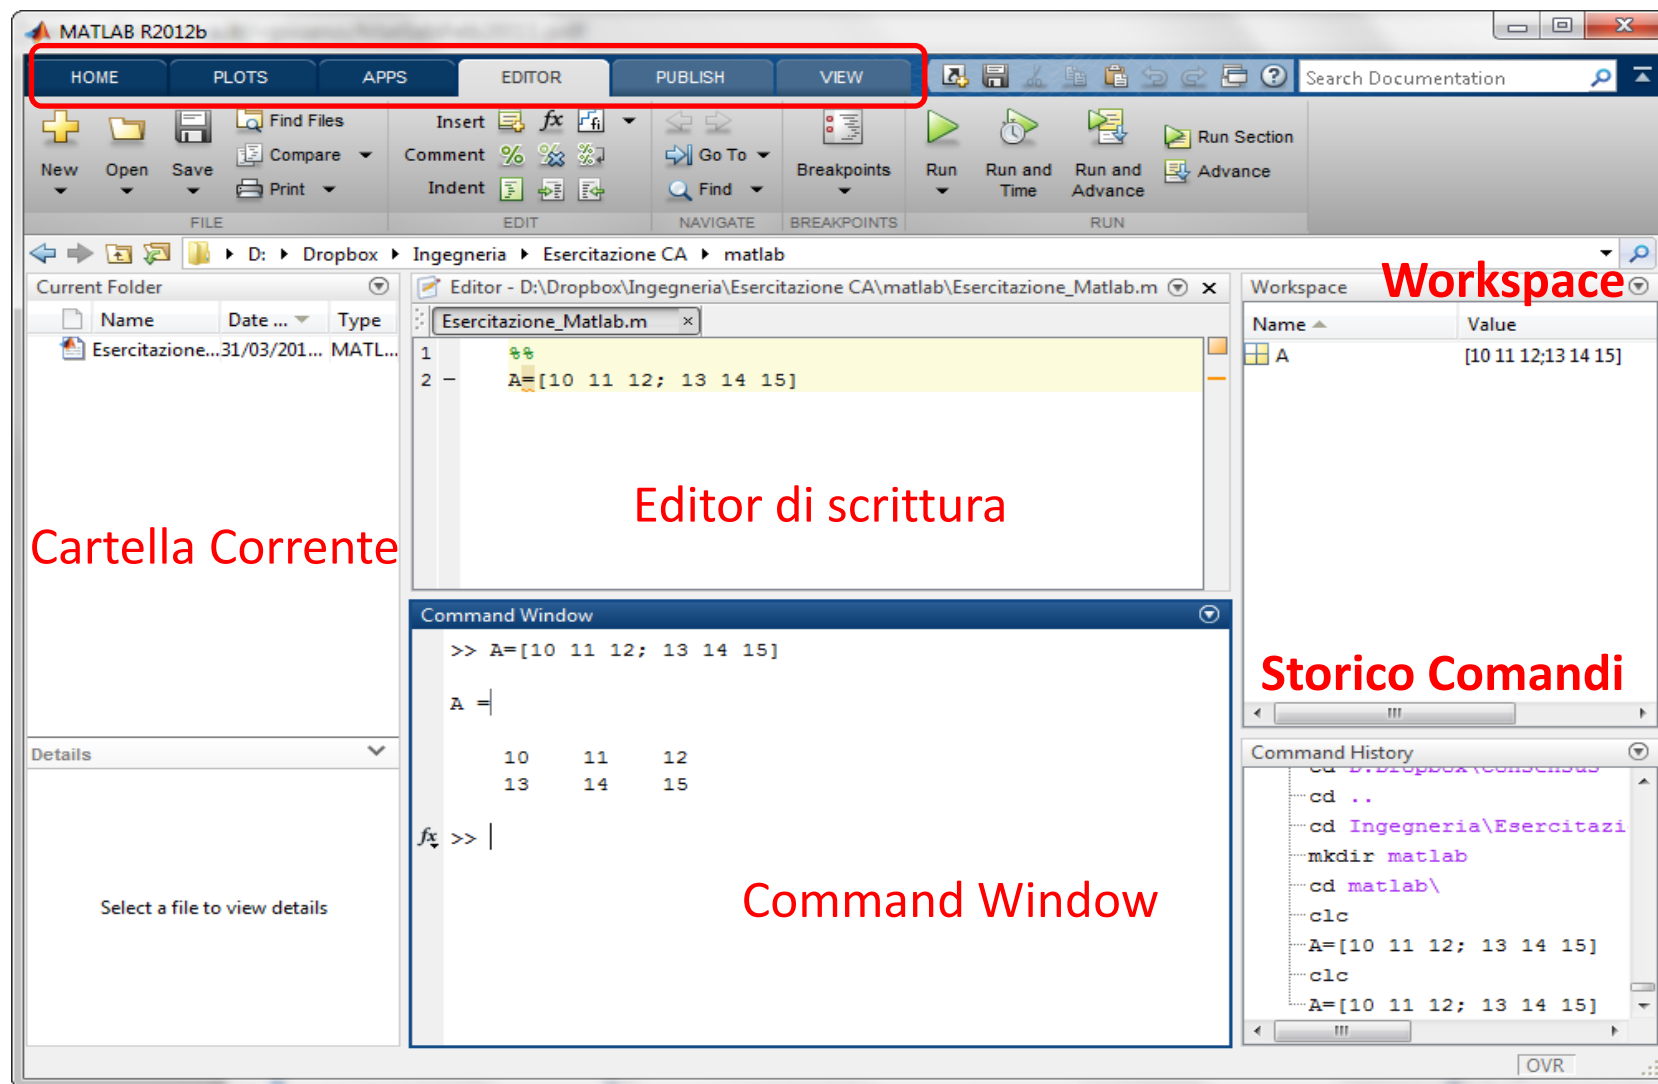 MATLAB R2012b
HOME PLOTS APPS EDITOR PUBLISH VIEW
Search Documentation
New Open Save
Find Files
Compare
Print
FILE
Insert fx fi
Comment
Indent
EDIT
Go To
Find
NAVIGATE
Breakpoints
BREAKPOINTS
Run
Run and Time
Run and Advance
Run Section
Advance
RUN
D: Dropbox Ingegneria Esercitazione CA matlab
Current Folder
Name Date ... Type
Esercitazione... 31/03/201... MATL...
Cartella Corrente
Details
Select a file to view details
Editor - D:\Dropbox\Ingegneria\Esercitazione CA\matlab\Esercitazione_Matlab.m
Esercitazione_Matlab.m
1 %%
2 A=[10 11 12; 13 14 15]
Editor di scrittura
Command Window
>> A=[10 11 12; 13 14 15]
A =
10 11 12
13 14 15
fx >>
Command Window
Workspace
Workspace
Name Value
A [10 11 12;13 14 15]
Storico Comandi
Command History
cd D:Dropbox\Consensus
cd ..
cd Ingegneria\Esercitazi
mkdir matlab
cd matlab\
clc
A=[10 11 12; 13 14 15]
clc
A=[10 11 12; 13 14 15]
OVR